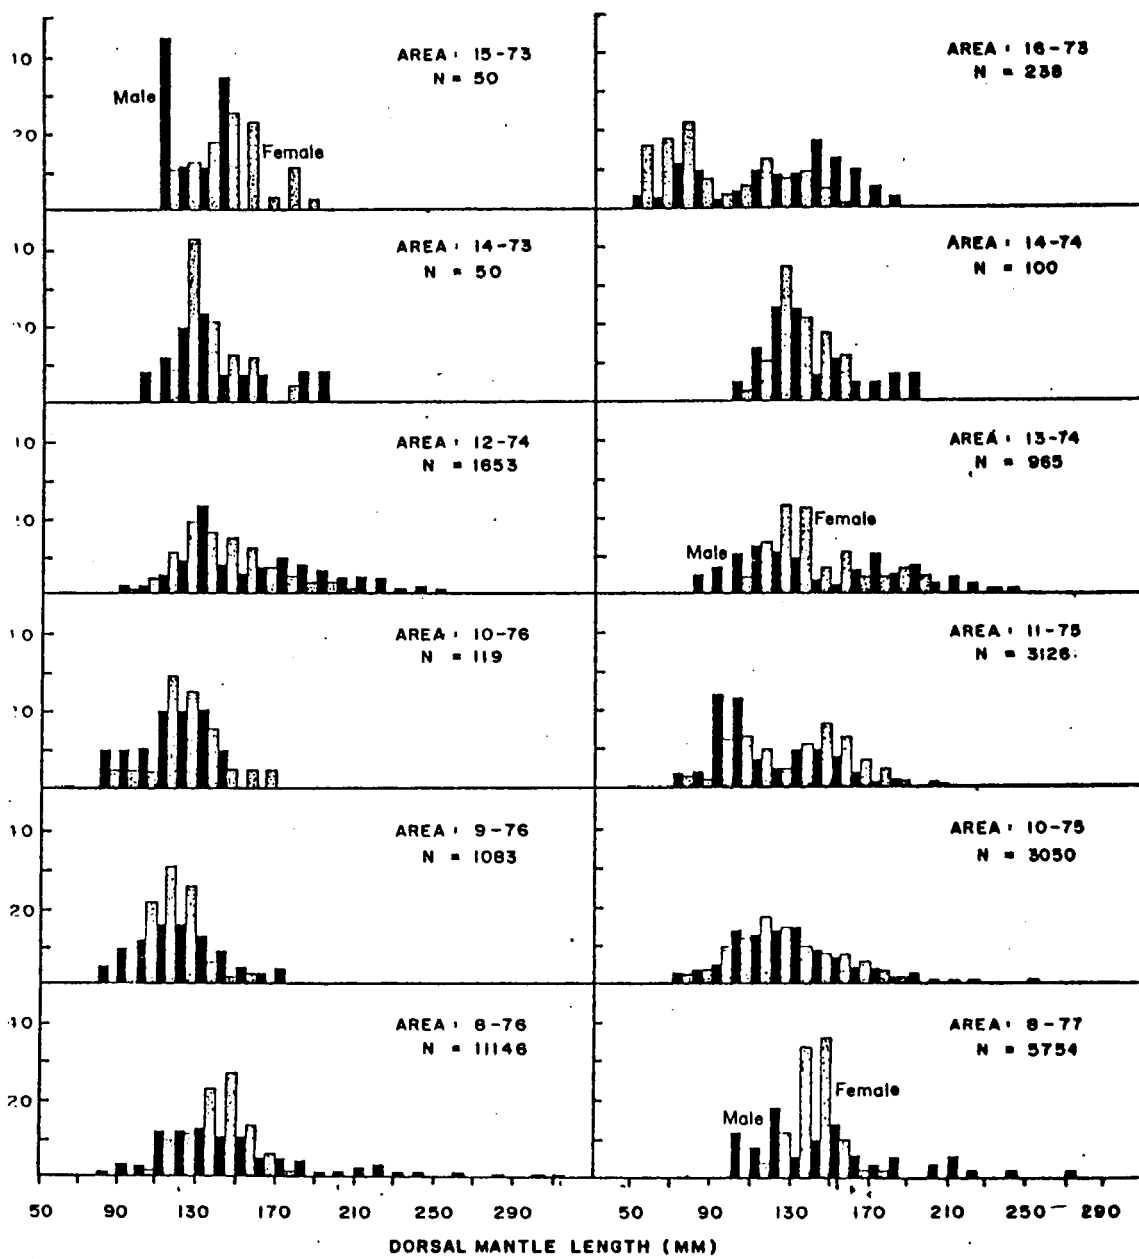 AREA: 15-73
N = 50
Male
Female
10
20
AREA: 16-73
N = 238
AREA: 14-73
N = 50
10
20
AREA: 14-74
N = 100
AREA: 12-74
N = 1653
10
20
AREA: 13-74
N = 965
Male
Female
AREA: 10-76
N = 119
10
20
AREA: 11-75
N = 3126
AREA: 9-76
N = 1083
10
20
AREA: 10-75
N = 3050
AREA: 8-76
N = 11146
10
20
AREA: 8-77
N = 5754
Male
Female
50 90 130 170 210 250 290 50 90 130 170 210 250 290
DORSAL MANTLE LENGTH (MM)